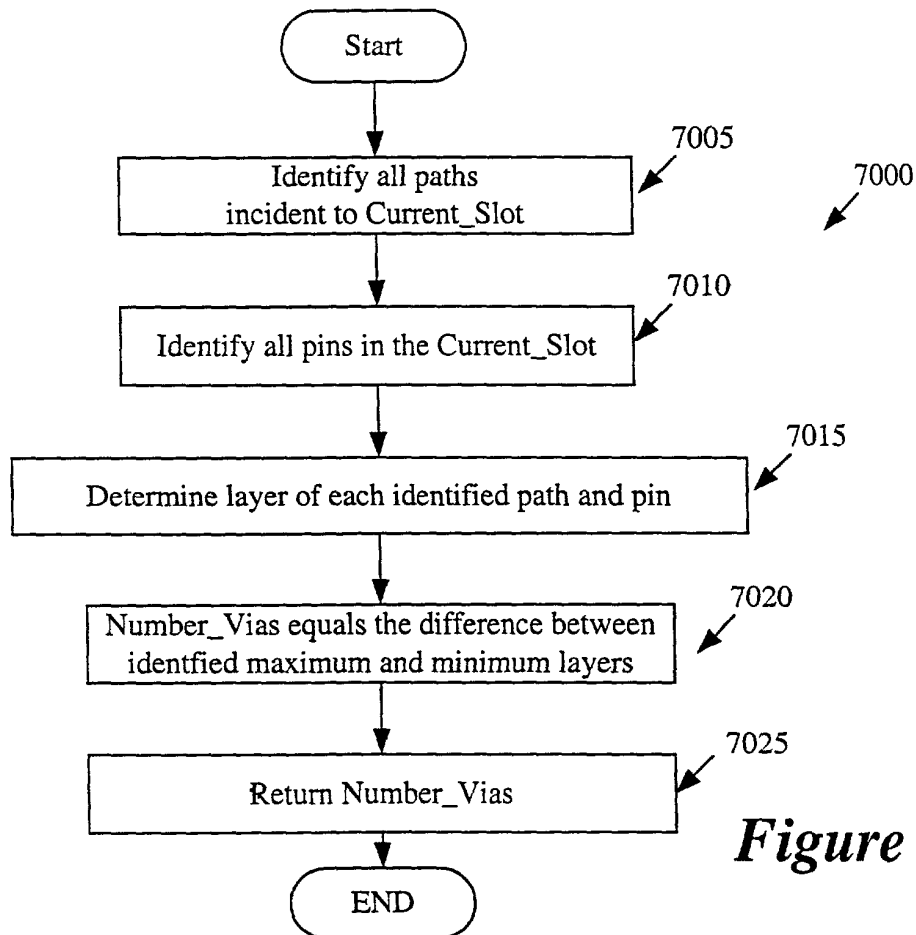 Start
7005
Identify all paths
incident to Current_Slot
7000
7010
Identify all pins in the Current_Slot
7015
Determine layer of each identified path and pin
7020
Number_Vias equals the difference between
identfied maximum and minimum layers
7025
Return Number_Vias
Figure
END